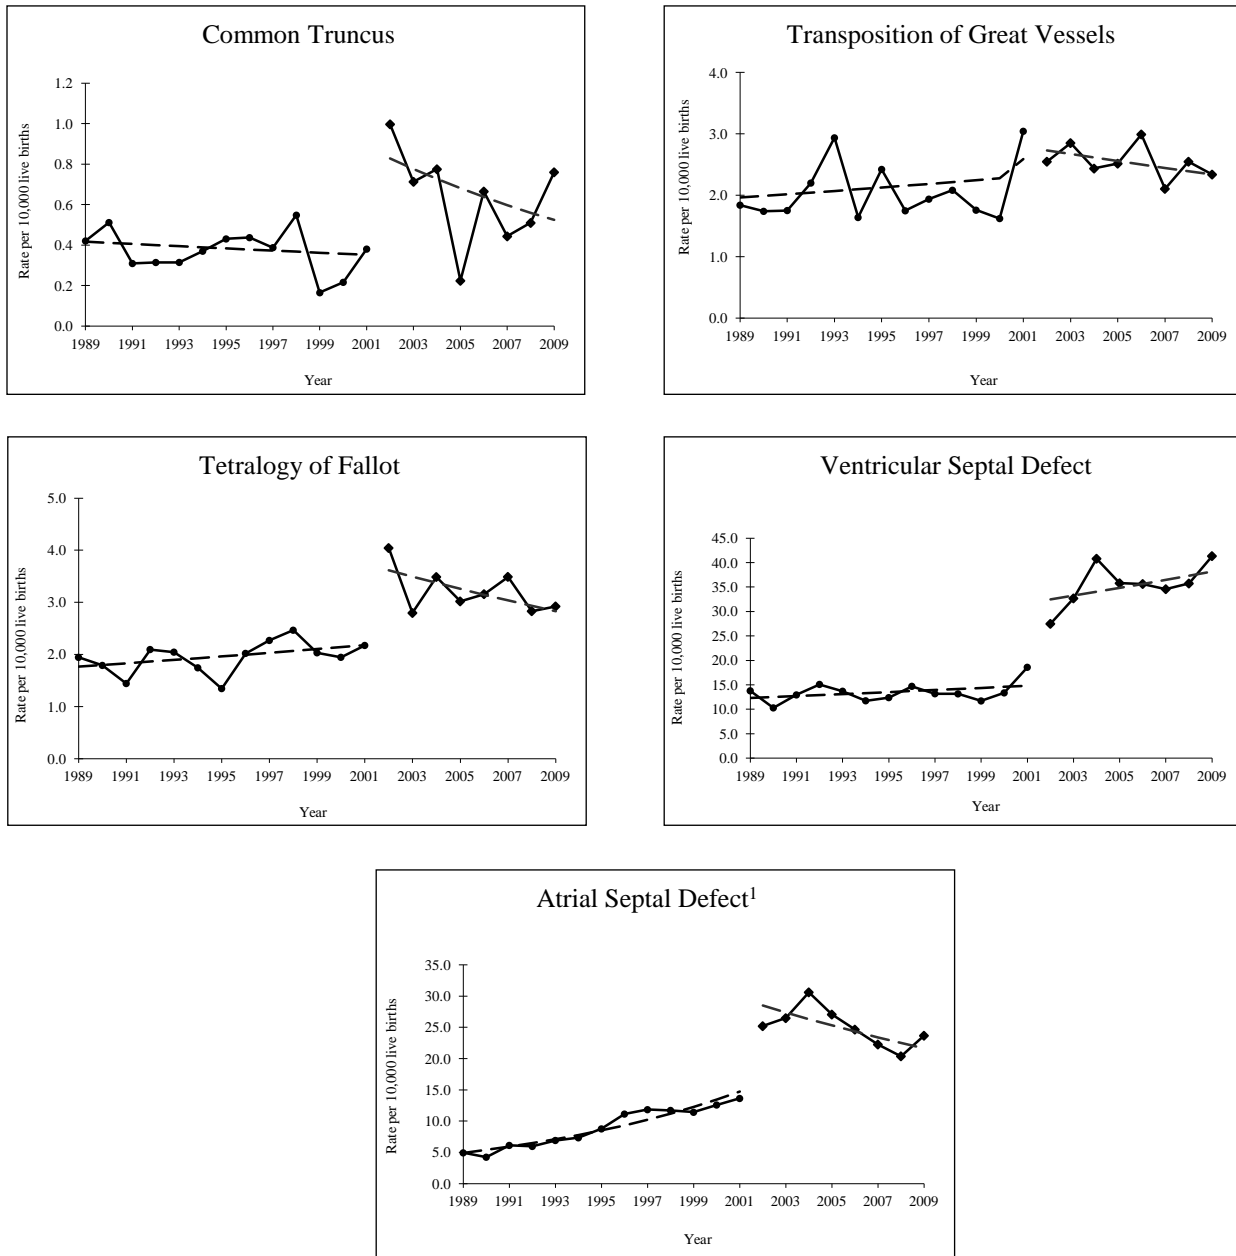 Common Truncus
Rate per 10,000 live births
1.2
1.0
0.8
0.6
0.4
0.2
0.0
1989 1991 1993 1995 1997 1999 2001 2003 2005 2007 2009
Year
Transposition of Great Vessels
Rate per 10,000 live births
4.0
3.0
2.0
1.0
0.0
1989 1991 1993 1995 1997 1999 2001 2003 2005 2007 2009
Year
Tetralogy of Fallot
Rate per 10,000 live births
5.0
4.0
3.0
2.0
1.0
0.0
1989 1991 1993 1995 1997 1999 2001 2003 2005 2007 2009
Year
Ventricular Septal Defect
Rate per 10,000 live births
45.0
40.0
35.0
30.0
25.0
20.0
15.0
10.0
5.0
0.0
1989 1991 1993 1995 1997 1999 2001 2003 2005 2007 2009
Year
Atrial Septal Defect¹
Rate per 10,000 live births
35.0
30.0
25.0
20.0
15.0
10.0
5.0
0.0
1989 1991 1993 1995 1997 1999 2001 2003 2005 2007 2009
Year